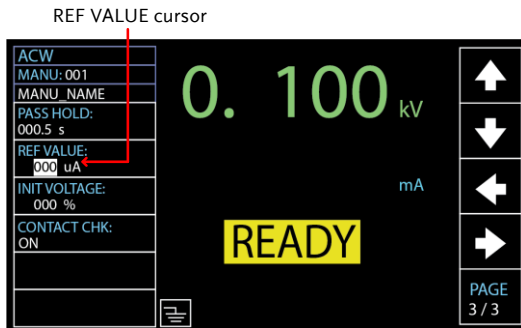 REF VALUE cursor
ACW
MANU: 001
MANU_NAME
PASS HOLD:
000.5 s
REF VALUE:
000 uA
INIT VOLTAGE:
000 %
CONTACT CHK:
ON
0. 100 kV
mA
READY
PAGE
3 / 3